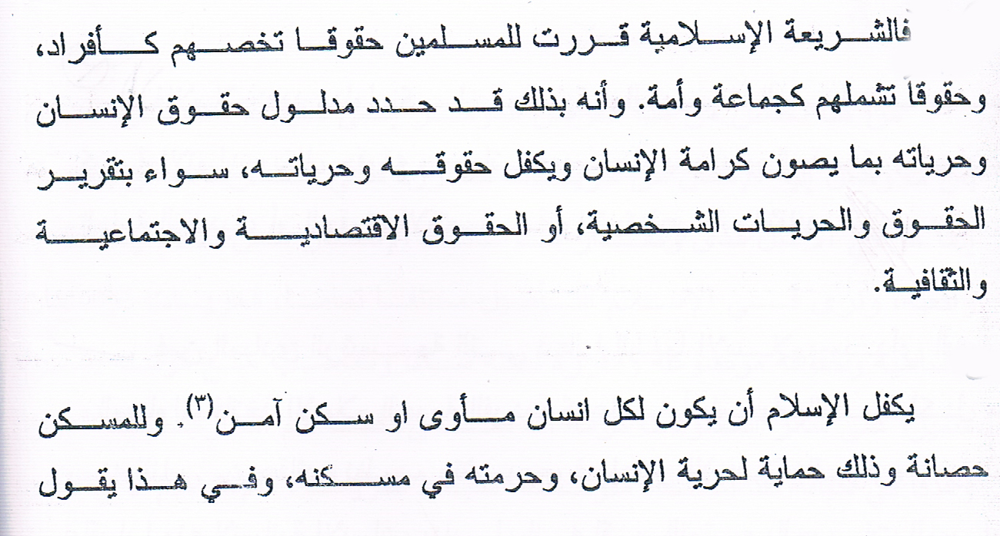 فالشريعة الإسلامية قررت للمسلمين حقوقا تخصهم كأفراد،
وحقوقا تشملهم كجماعة وأمة. وأنه بذلك قد حدد مدلول حقوق الإنسان
وحرياته بما يصون كرامة الإنسان ويكفل حقوقه وحرياته، سواء بتقرير
الحقوق والحريات الشخصية، أو الحقوق الاقتصادية والاجتماعية
والثقافية.
يكفل الإسلام أن يكون لكل انسان مأوى او سكن آمن(٣). وللمسكن
حصانة وذلك حماية لحرية الإنسان، وحرمته في مسكنه، وفي هذا يقول